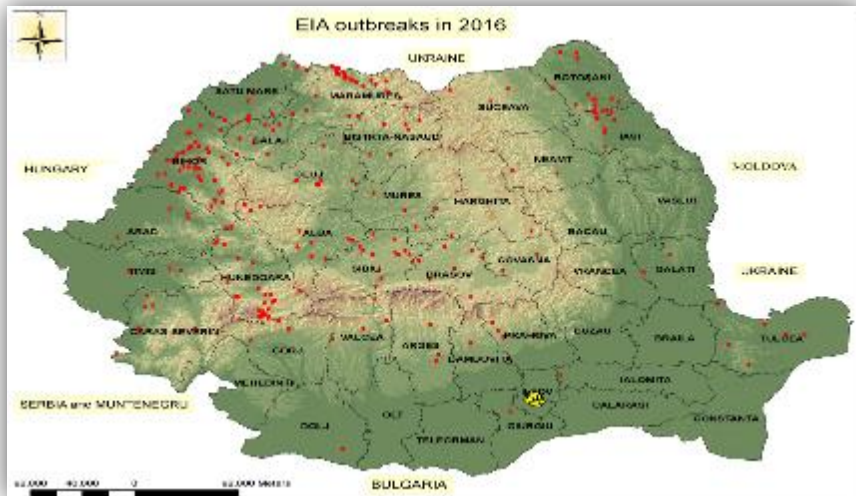 EIA outbreaks in 2016
UKRAINE
BOTOSANI
SATU MARE
MARAMURES
SUCEAVA
SALAJ
BISTRITA-NASAUD
IASI
HUNGARY
BIHOR
CLUJ
NEAMT
MOLDOVA
MURES
HARGHITA
VASLUI
ARAD
ALBA
BACAU
TIMIS
HUNEDOARA
SIBIU
BRASOV
COVASNA
VRANCEA
GALATI
UKRAINE
CARAS-SEVERIN
GORJ
VALCEA
ARGES
PRAHOVA
BUZAU
BRAILA
TULCEA
DAMBOVITA
MEHEDINTI
IALOMITA
SERBIA and MUNTENEGRU
DOLJ
OLT
TELEORMAN
GIURGIU
CALARASI
CONSTANTA
BULGARIA
0
Meters